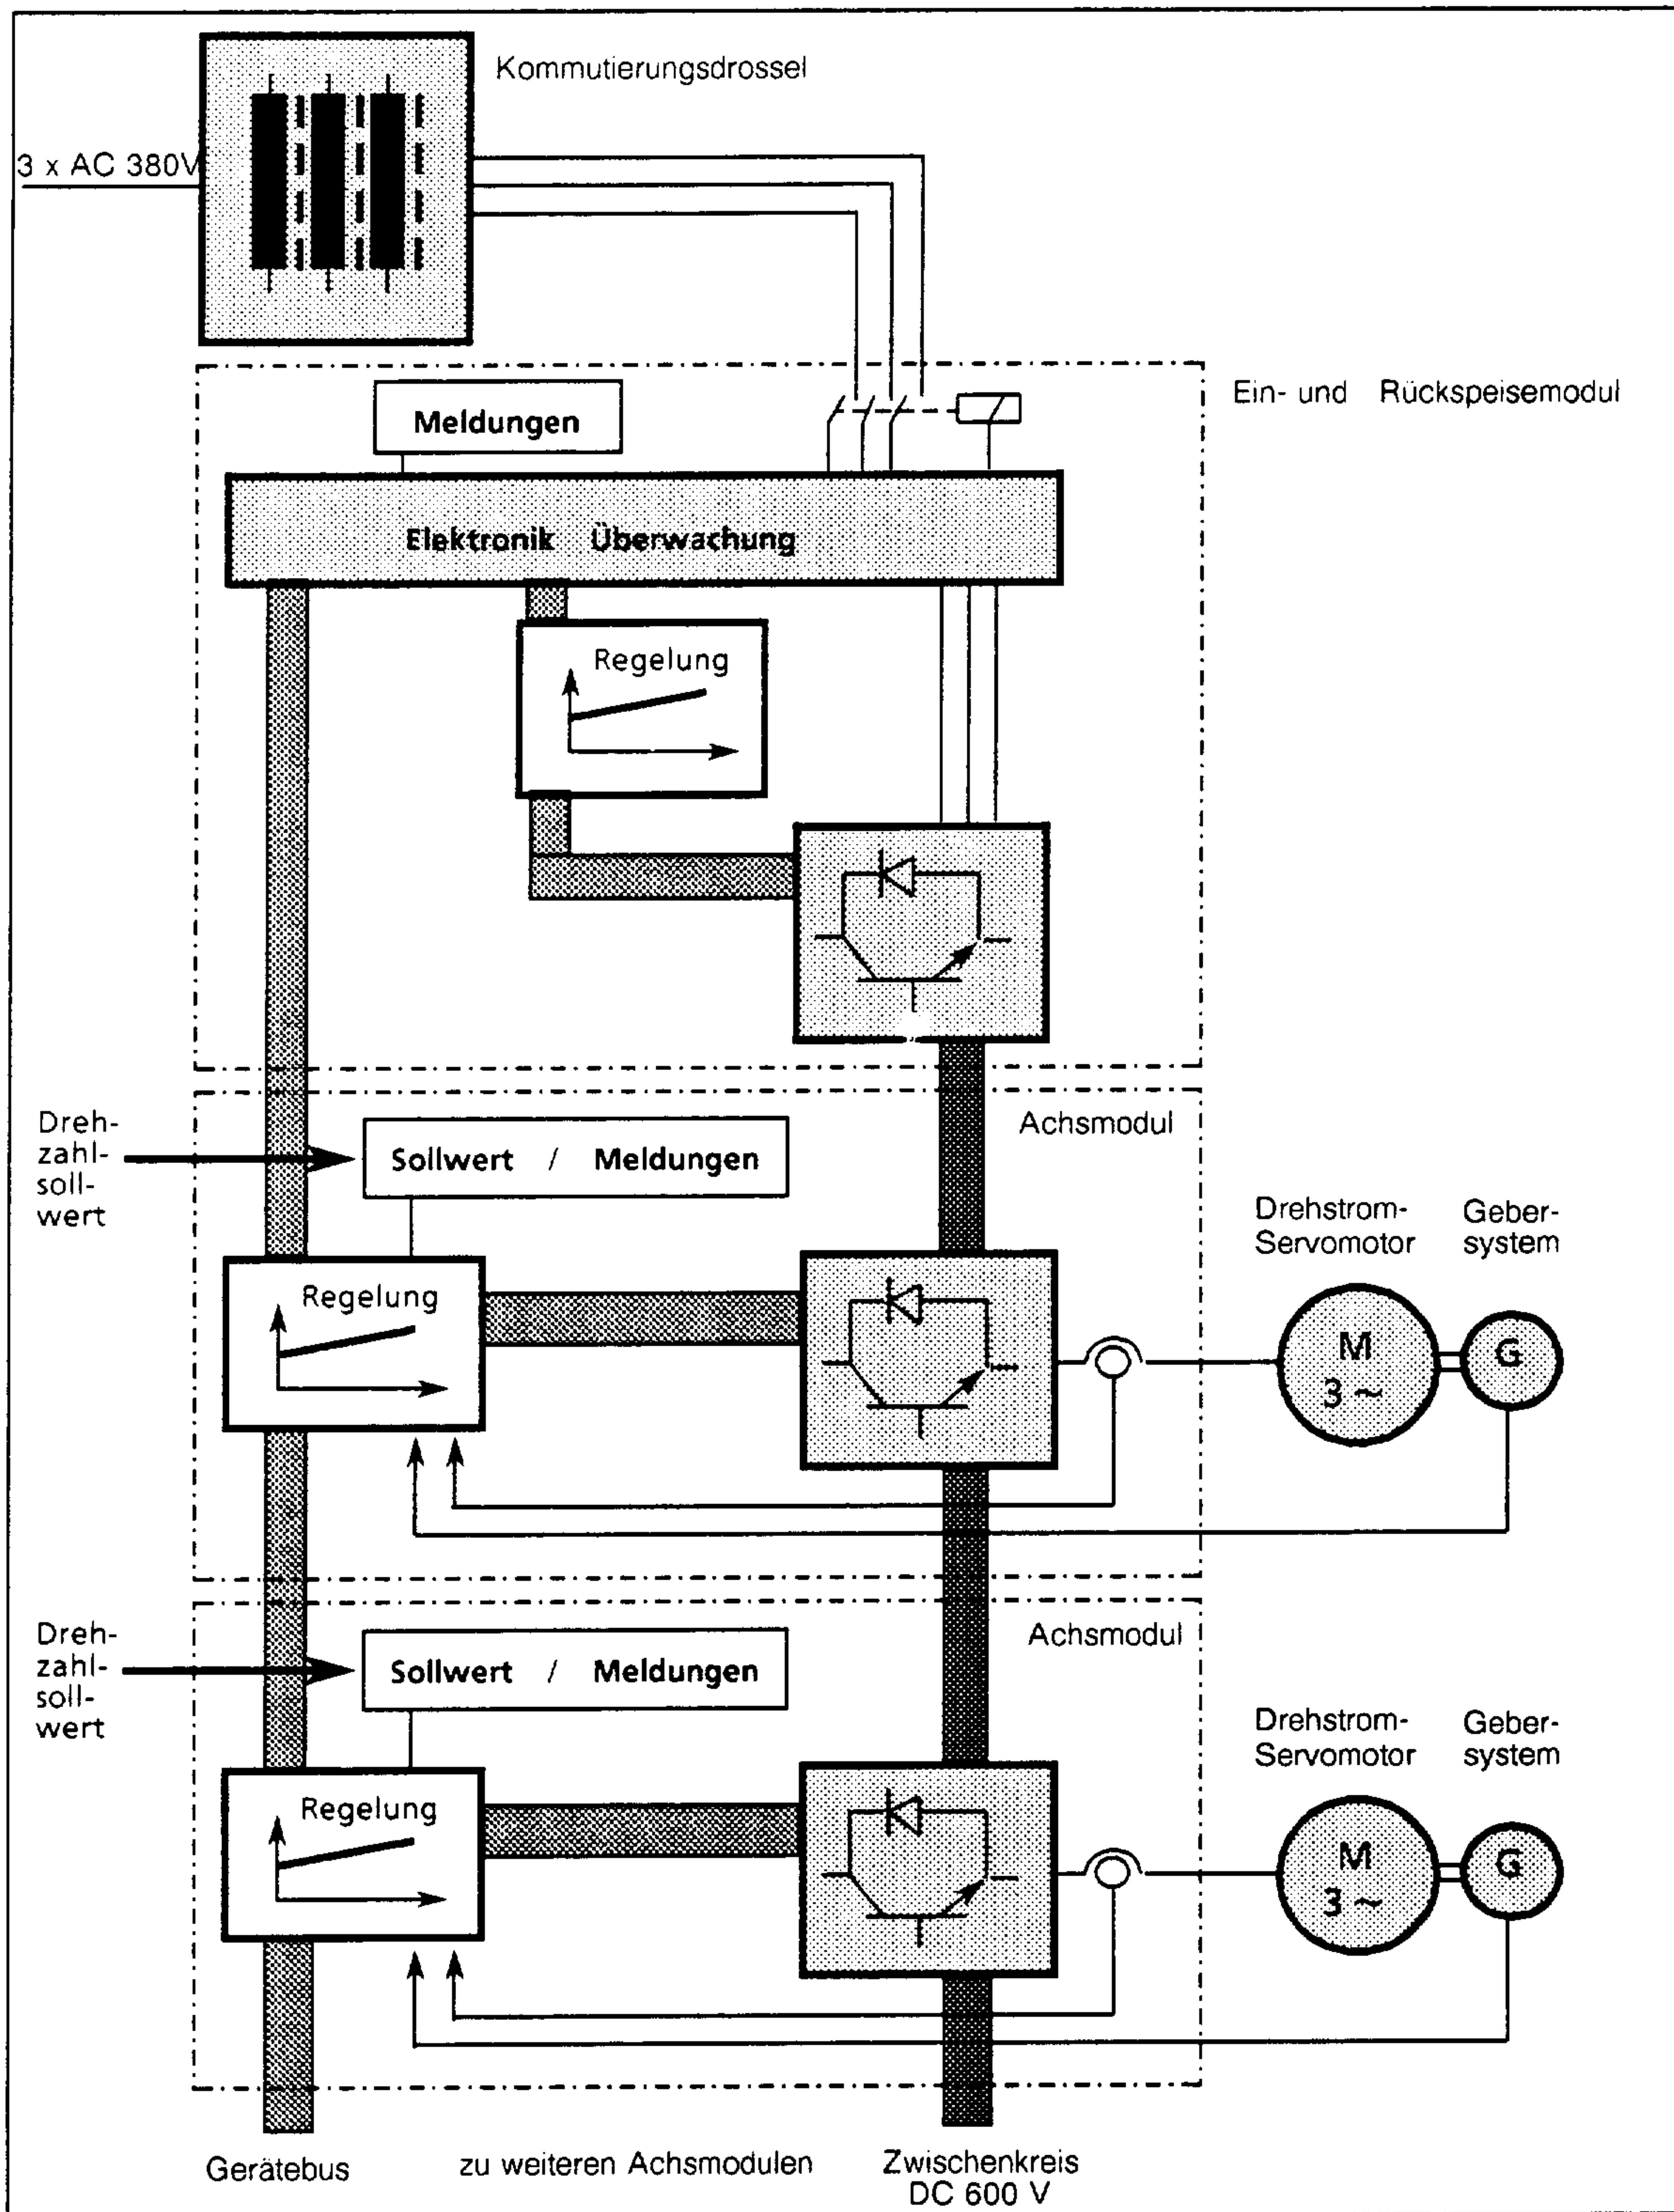 Kommutierungsdrossel
3 x AC 380V
Ein- und Rückspeisemodul
Meldungen
Elektronik Überwachung
Regelung
Achsmodul
Dreh-
zahl-
soll-
wert
Sollwert / Meldungen
Drehstrom-
Servomotor
Geber-
system
Regelung
M
3 ~
G
Achsmodul
Dreh-
zahl-
soll-
wert
Sollwert / Meldungen
Drehstrom-
Servomotor
Geber-
system
Regelung
M
3 ~
G
Gerätebus
zu weiteren Achsmodulen
Zwischenkreis
DC 600 V